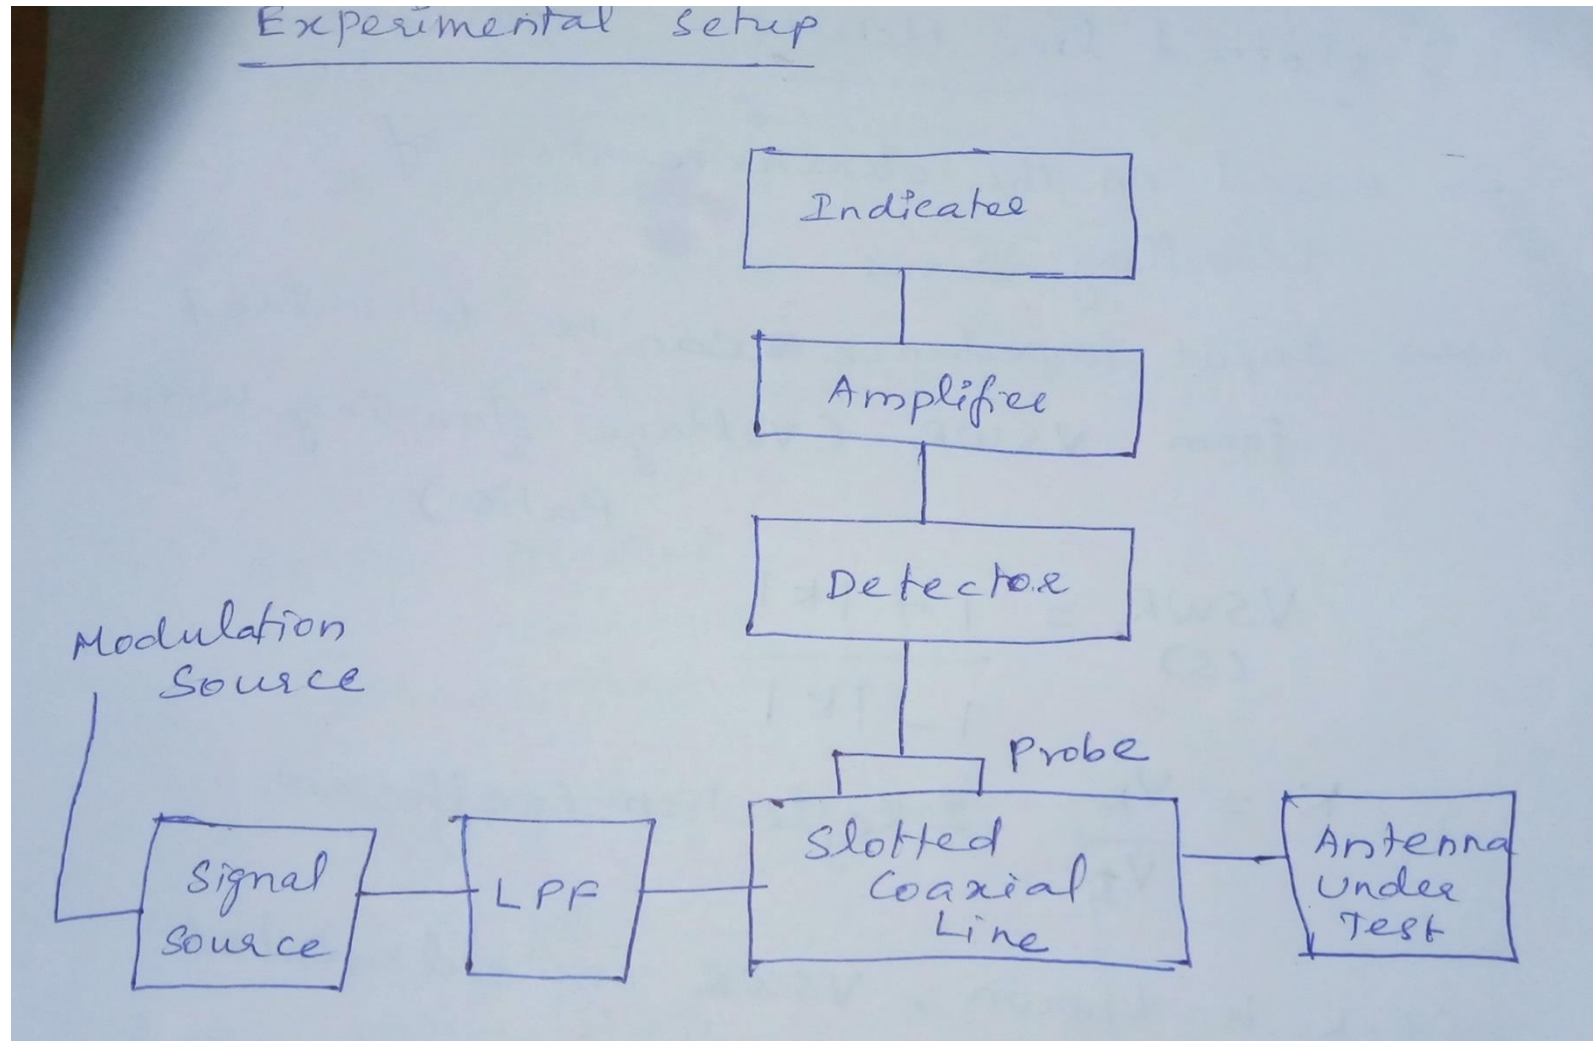 Experimental setup
Indicator
Amplifier
Detector
Modulation
Source
Probe
Signal
Source
LPF
Slotted
Coaxial
Line
Antenna
Under
Test